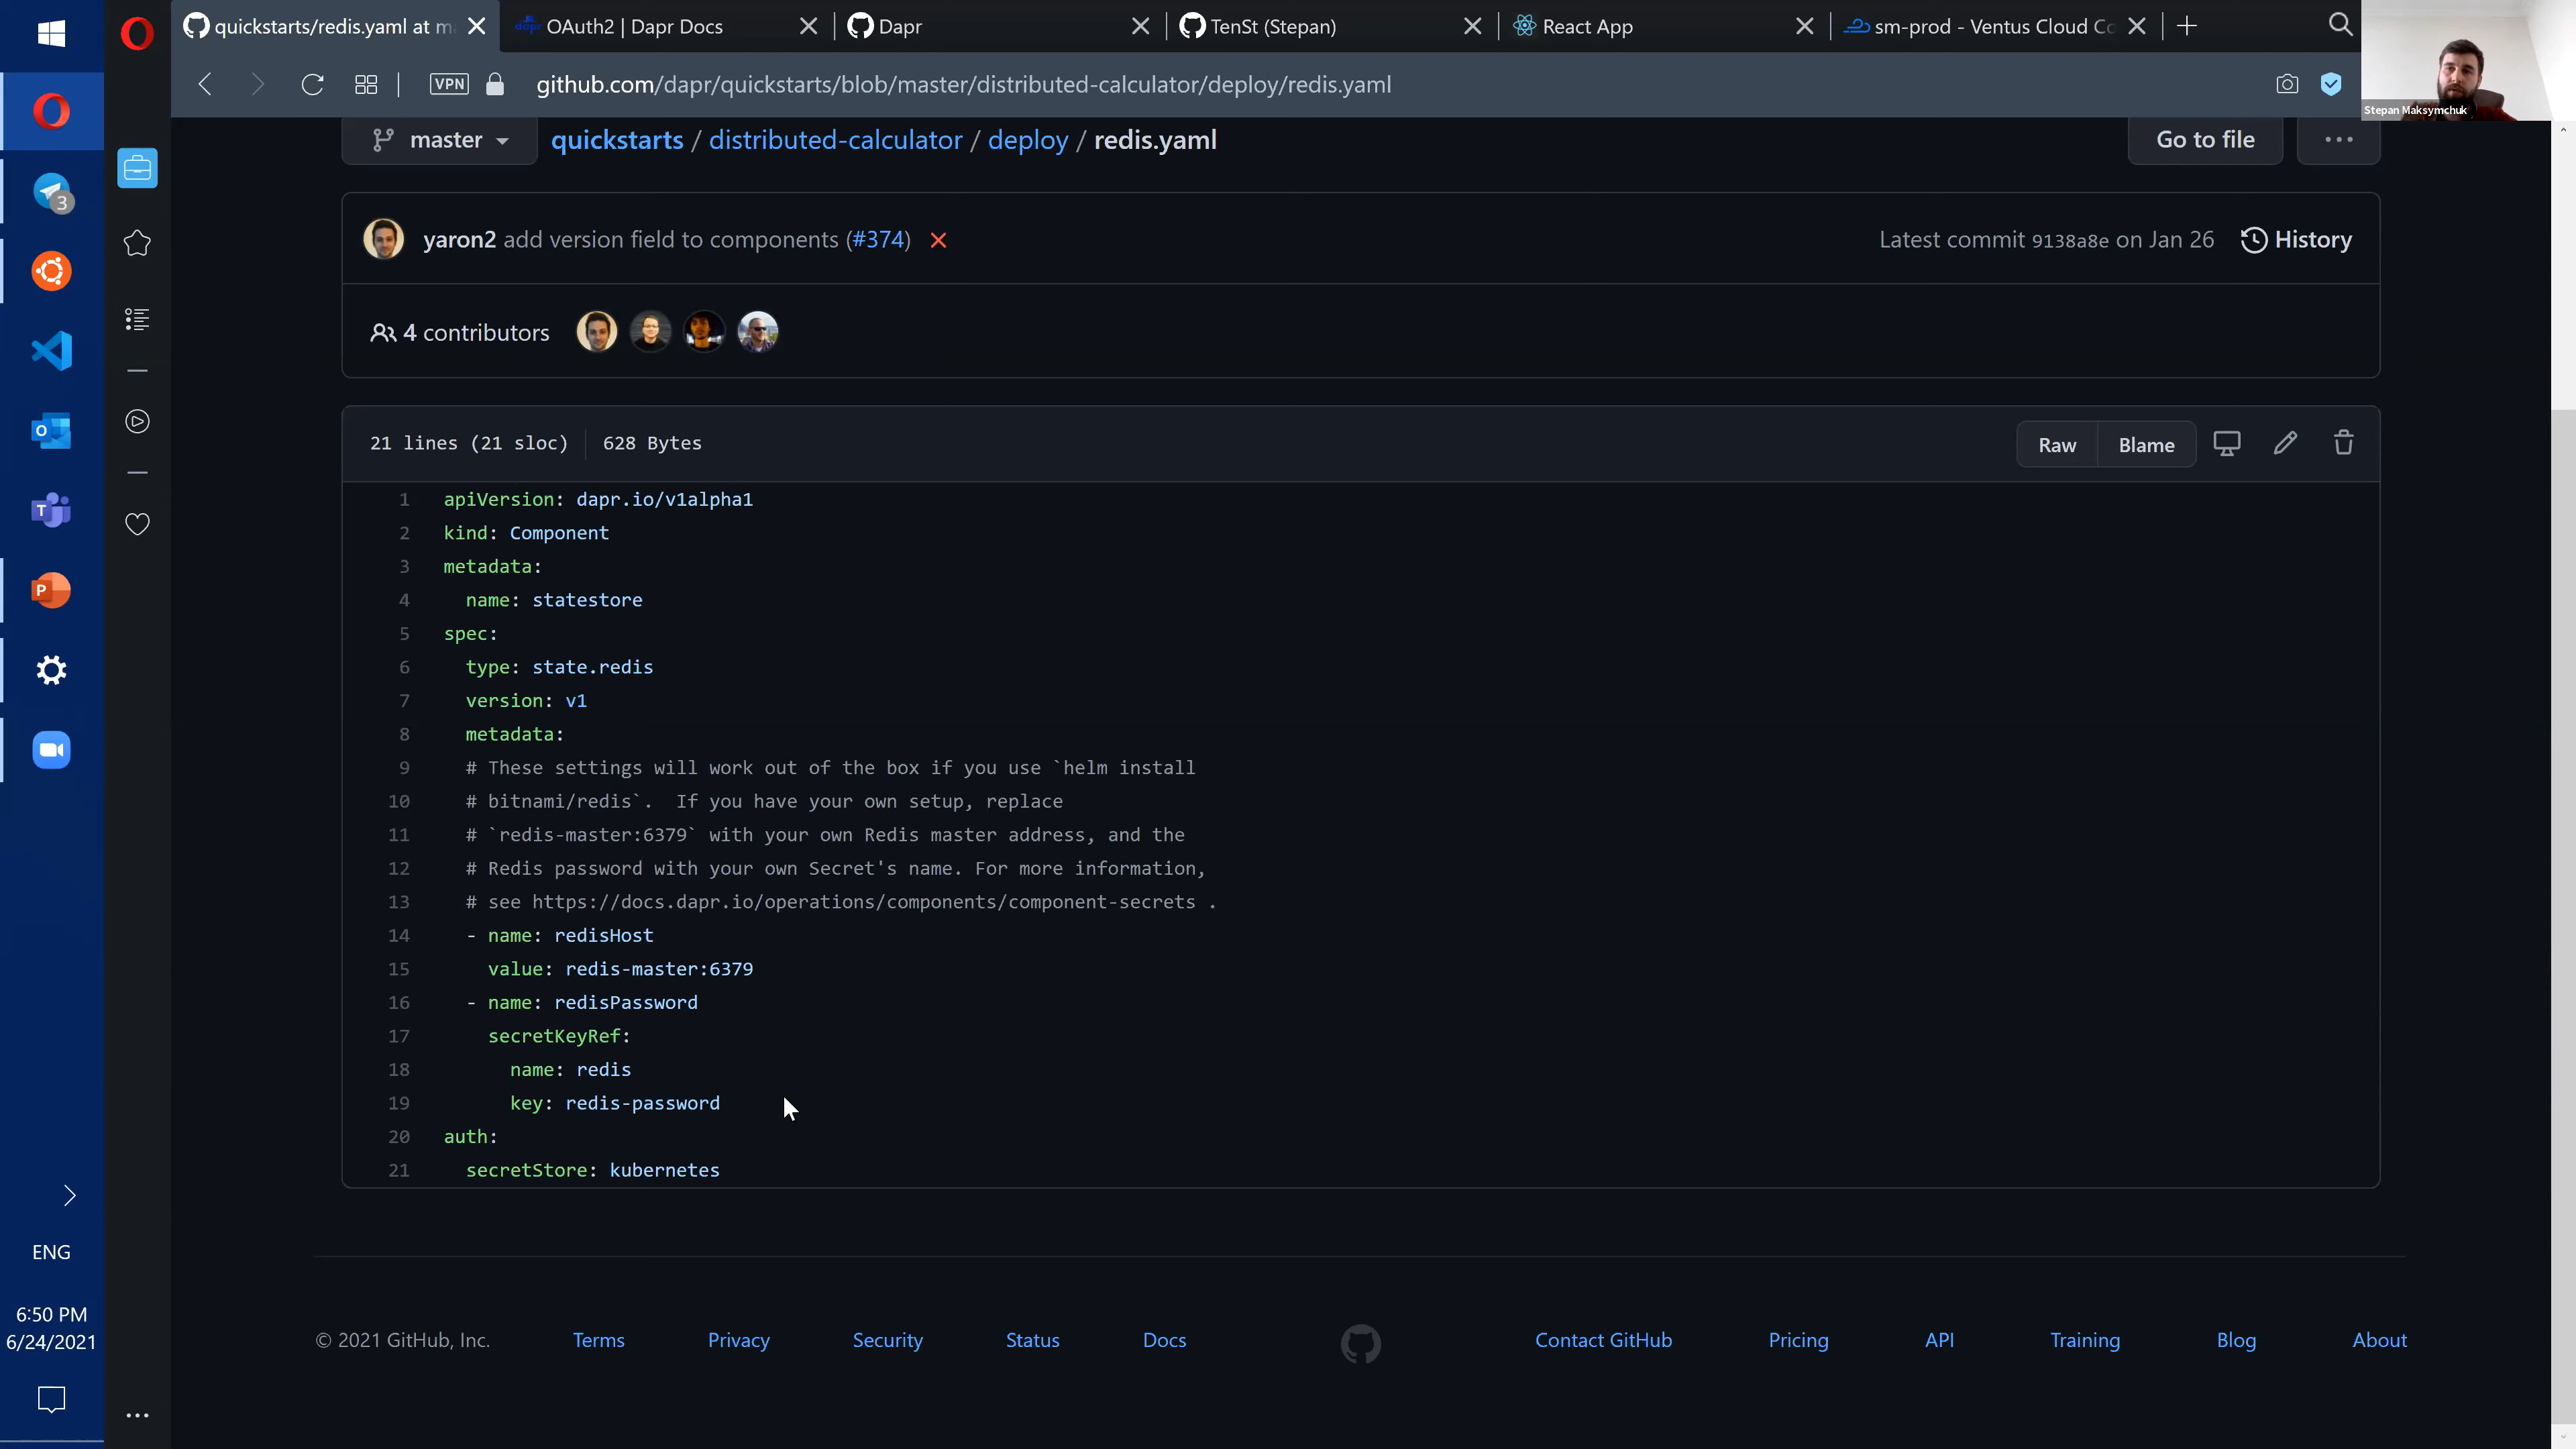 quickstarts/redis.yaml at ma
OAuth2 | Dapr Docs
Dapr
TenSt (Stepan)
React App
sm-prod - Ventus Cloud Co
VPN
github.com/dapr/quickstarts/blob/master/distributed-calculator/deploy/redis.yaml
Stepan Maksymchuk
master
quickstarts / distributed-calculator / deploy / redis.yaml
Go to file
yaron2 add version field to components (#374)
Latest commit 9138a8e on Jan 26
History
4 contributors
21 lines (21 sloc)
628 Bytes
Raw
Blame
1 apiVersion: dapr.io/v1alpha1
2 kind: Component
3 metadata:
4 name: statestore
5 spec:
6 type: state.redis
7 version: v1
8 metadata:
9 # These settings will work out of the box if you use `helm install
10 # bitnami/redis`.  If you have your own setup, replace
11 # `redis-master:6379` with your own Redis master address, and the
12 # Redis password with your own Secret's name. For more information,
13 # see https://docs.dapr.io/operations/components/component-secrets .
14 - name: redisHost
15 value: redis-master:6379
16 - name: redisPassword
17 secretKeyRef:
18 name: redis
19 key: redis-password
20 auth:
21 secretStore: kubernetes
© 2021 GitHub, Inc.
Terms
Privacy
Security
Status
Docs
Contact GitHub
Pricing
API
Training
Blog
About
3
ENG
6:50 PM
6/24/2021